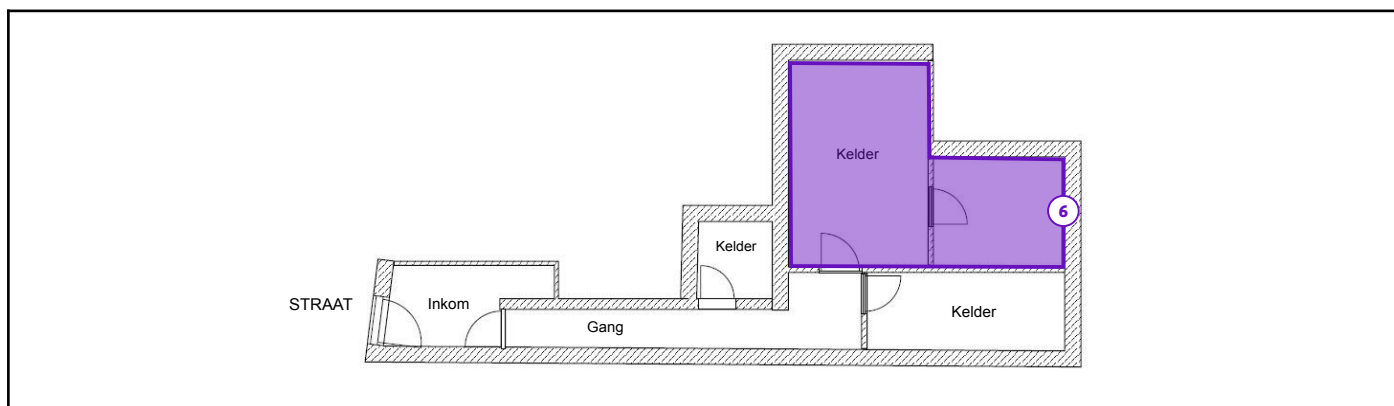 Kelder
6
Kelder
STRAAT
Inkom
Gang
Kelder